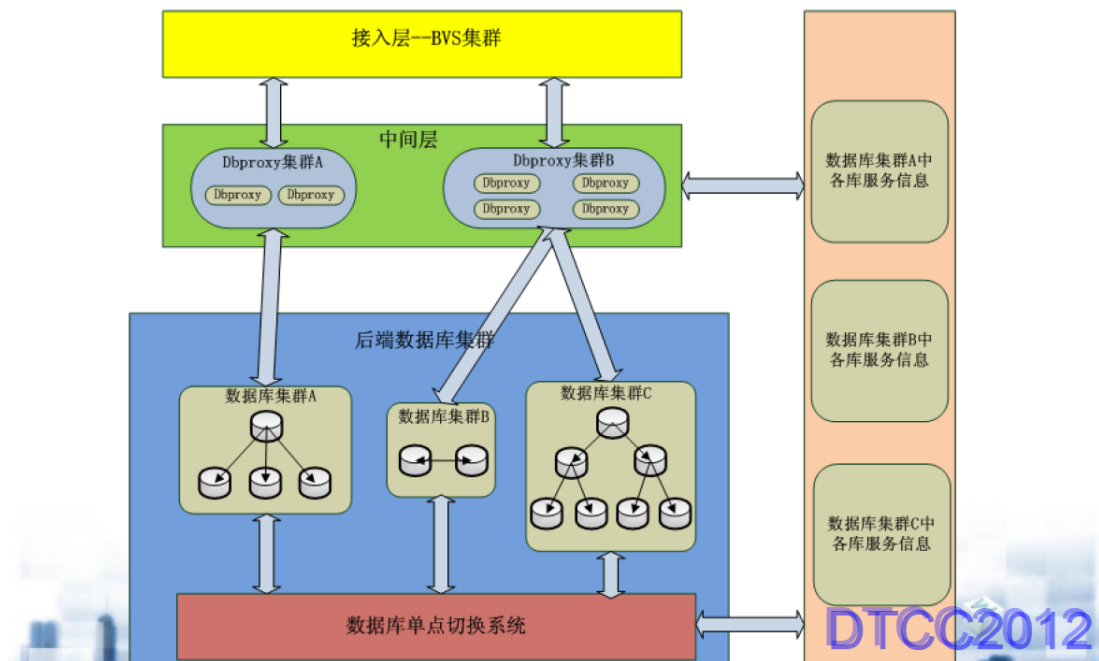 接入层--BVS集群
中间层
Dbproxy集群A
Dbproxy
Dbproxy
Dbproxy集群B
Dbproxy
Dbproxy
Dbproxy
Dbproxy
后端数据库集群
数据库集群A
数据库集群B
数据库集群C
数据库单点切换系统
数据库集群A中
各库服务信息
数据库集群B中
各库服务信息
数据库集群C中
各库服务信息
DTCC2012